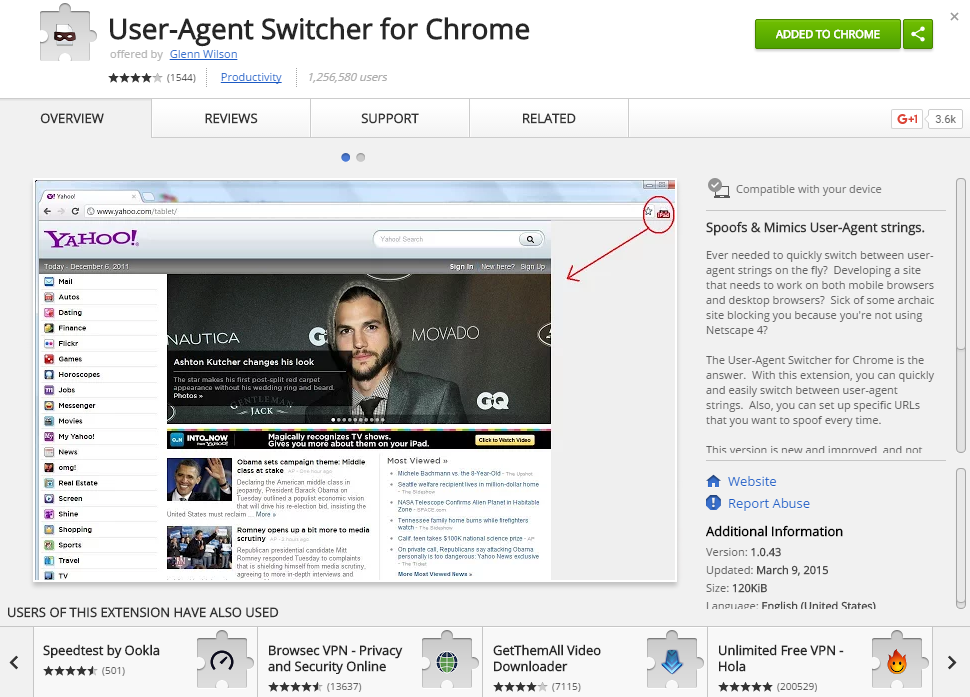 User-Agent Switcher for Chrome
offered by Glenn Wilson
(1544) Productivity 1,256,580 users
ADDED TO CHROME
OVERVIEW REVIEWS SUPPORT RELATED
G+1 3.6k
Yahoo!
www.yahoo.com/tablet/
YAHOO!
Yahoo! Search
Today - December 6, 2011
Sign In New here? Sign Up
Mail
Autos
Dating
Finance
Flickr
Games
Horoscopes
Jobs
Messenger
Movies
My Yahoo!
News
omg!
Real Estate
Screen
Shine
Shopping
Sports
Travel
TV
NAUTICA
MOVADO
GENTLEMAN
JACK
GQ
Ashton Kutcher changes his look
The star makes his first post-split red carpet
appearance without his wedding ring and beard.
Photos »
INTO_NOW
FROM YAHOO!
Magically recognizes TV shows.
Gives you more about them on your iPad.
Click to Watch Video
Obama sets campaign theme: Middle
class at stake AP - One hour ago
Declaring the American middle class in
jeopardy, President Barack Obama on
Tuesday outlined a populist economic vision
that will drive his re-election bid, insisting the
United States must reclaim ... More »
Romney opens up a bit more to media
scrutiny AP - 2 hours ago
Republican presidential candidate Mitt
Romney responded Tuesday to complaints
that is shielding himself from media scrutiny,
agreeing to more in-depth interviews and
Most Viewed »
Michele Bachmann vs. the 8-Year-Old - The Upshot
Seattle welfare recipient lives in million-dollar home
- The Sideshow
NASA Telescope Confirms Alien Planet in Habitable
Zone - SPACE.com
Tennessee family home burns while firefighters
watch - The Sideshow
Calif. teen takes $100K national science prize - AP
On private call, Republicans say attacking Obama
personally is too dangerous: Yahoo News exclusive
- The Ticket
More Most Viewed News »
Compatible with your device
Spoofs & Mimics User-Agent strings.
Ever needed to quickly switch between user-
agent strings on the fly? Developing a site
that needs to work on both mobile browsers
and desktop browsers? Sick of some archaic
site blocking you because you're not using
Netscape 4?
The User-Agent Switcher for Chrome is the
answer. With this extension, you can quickly
and easily switch between user-agent
strings. Also, you can set up specific URLs
that you want to spoof every time.
This version is new and improved, and not
Website
Report Abuse
Additional Information
Version: 1.0.43
Updated: March 9, 2015
Size: 120KiB
Language: English (United States)
USERS OF THIS EXTENSION HAVE ALSO USED
Speedtest by Ookla
(501)
Browsec VPN - Privacy
and Security Online
(13637)
GetThemAll Video
Downloader
(7115)
Unlimited Free VPN -
Hola
(200529)